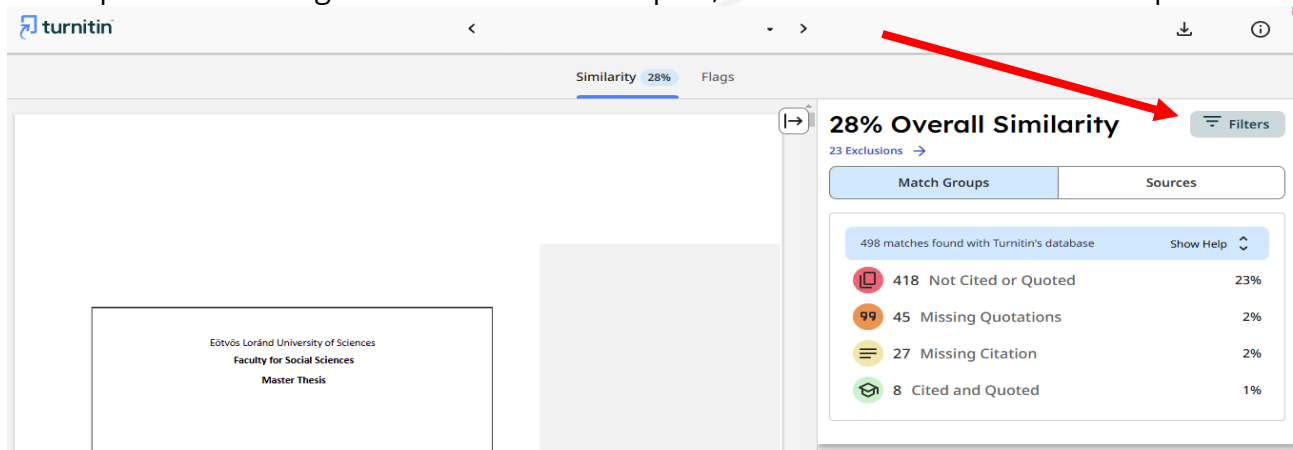 turnitin
Similarity 28% Flags
28% Overall Similarity
Filters
23 Exclusions →
Match Groups Sources
498 matches found with Turnitin's database Show Help
418 Not Cited or Quoted 23%
99 45 Missing Quotations 2%
27 Missing Citation 2%
8 Cited and Quoted 1%
Eötvös Loránd University of Sciences
Faculty for Social Sciences
Master Thesis